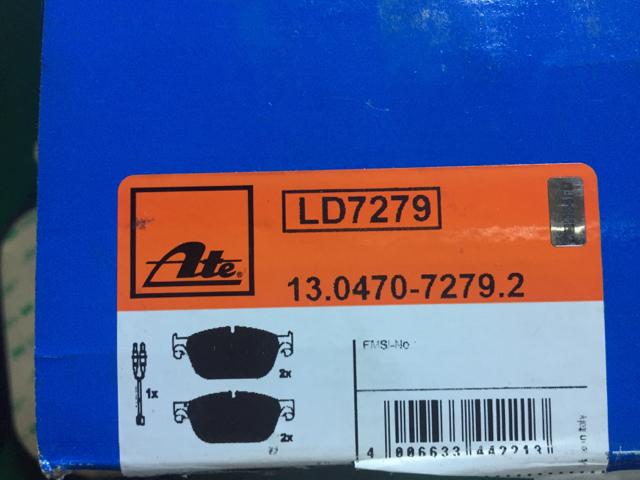 LD7279
Ate®
13.0470-7279.2
FMSI-No
2x
1x
2x
4 006633 442213